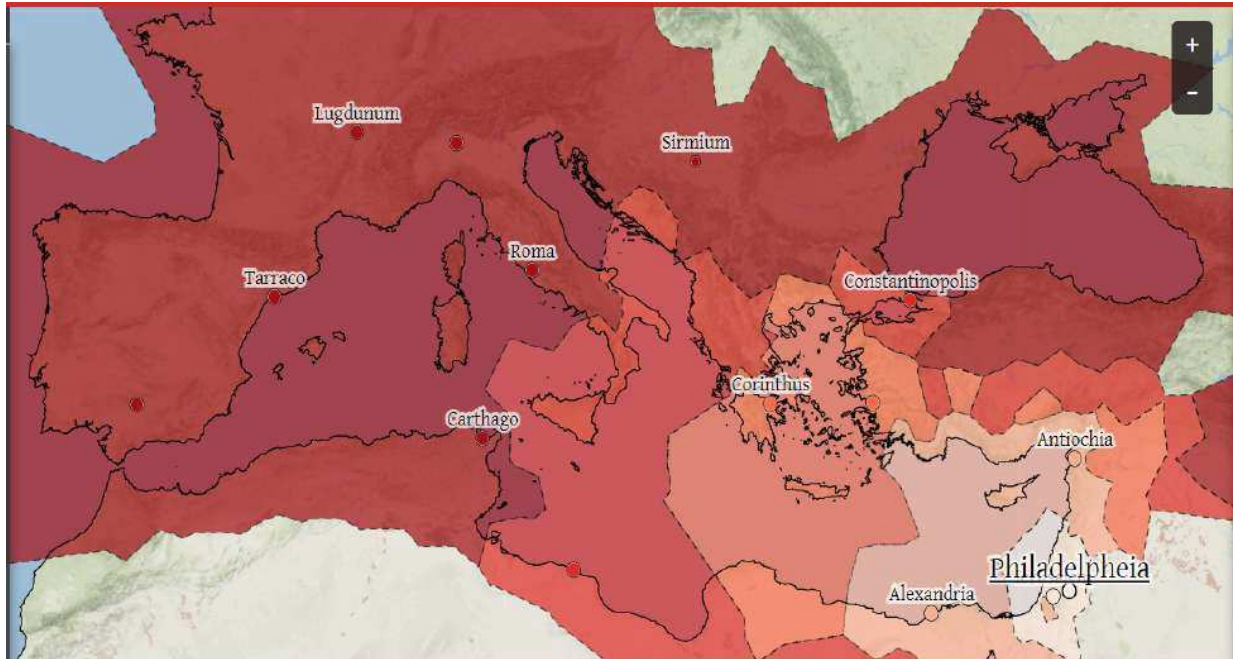 +
-
Lugdunum
Sirmium
Roma
Tarraco
Constantinopolis
Corinthus
Carthago
Antiochia
Philadelpheia
Alexandria